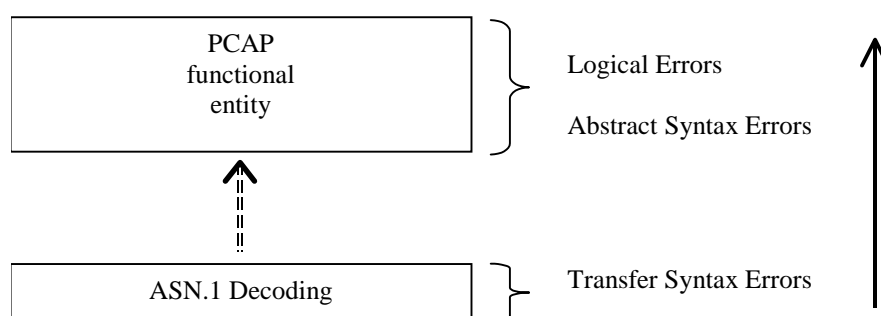 PCAP
functional
entity
Logical Errors
Abstract Syntax Errors
ASN.1 Decoding
Transfer Syntax Errors